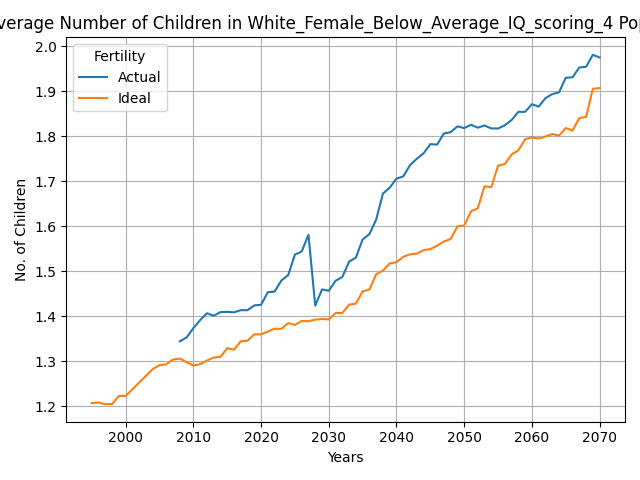 verage Number of Children in White_Female_Below_Average_IQ_scoring_4 Pop
Fertility
Actual
Ideal
No. of Children
2.0
1.9
1.8
1.7
1.6
1.5
1.4
1.3
1.2
2000 2010 2020 2030 2040 2050 2060 2070
Years